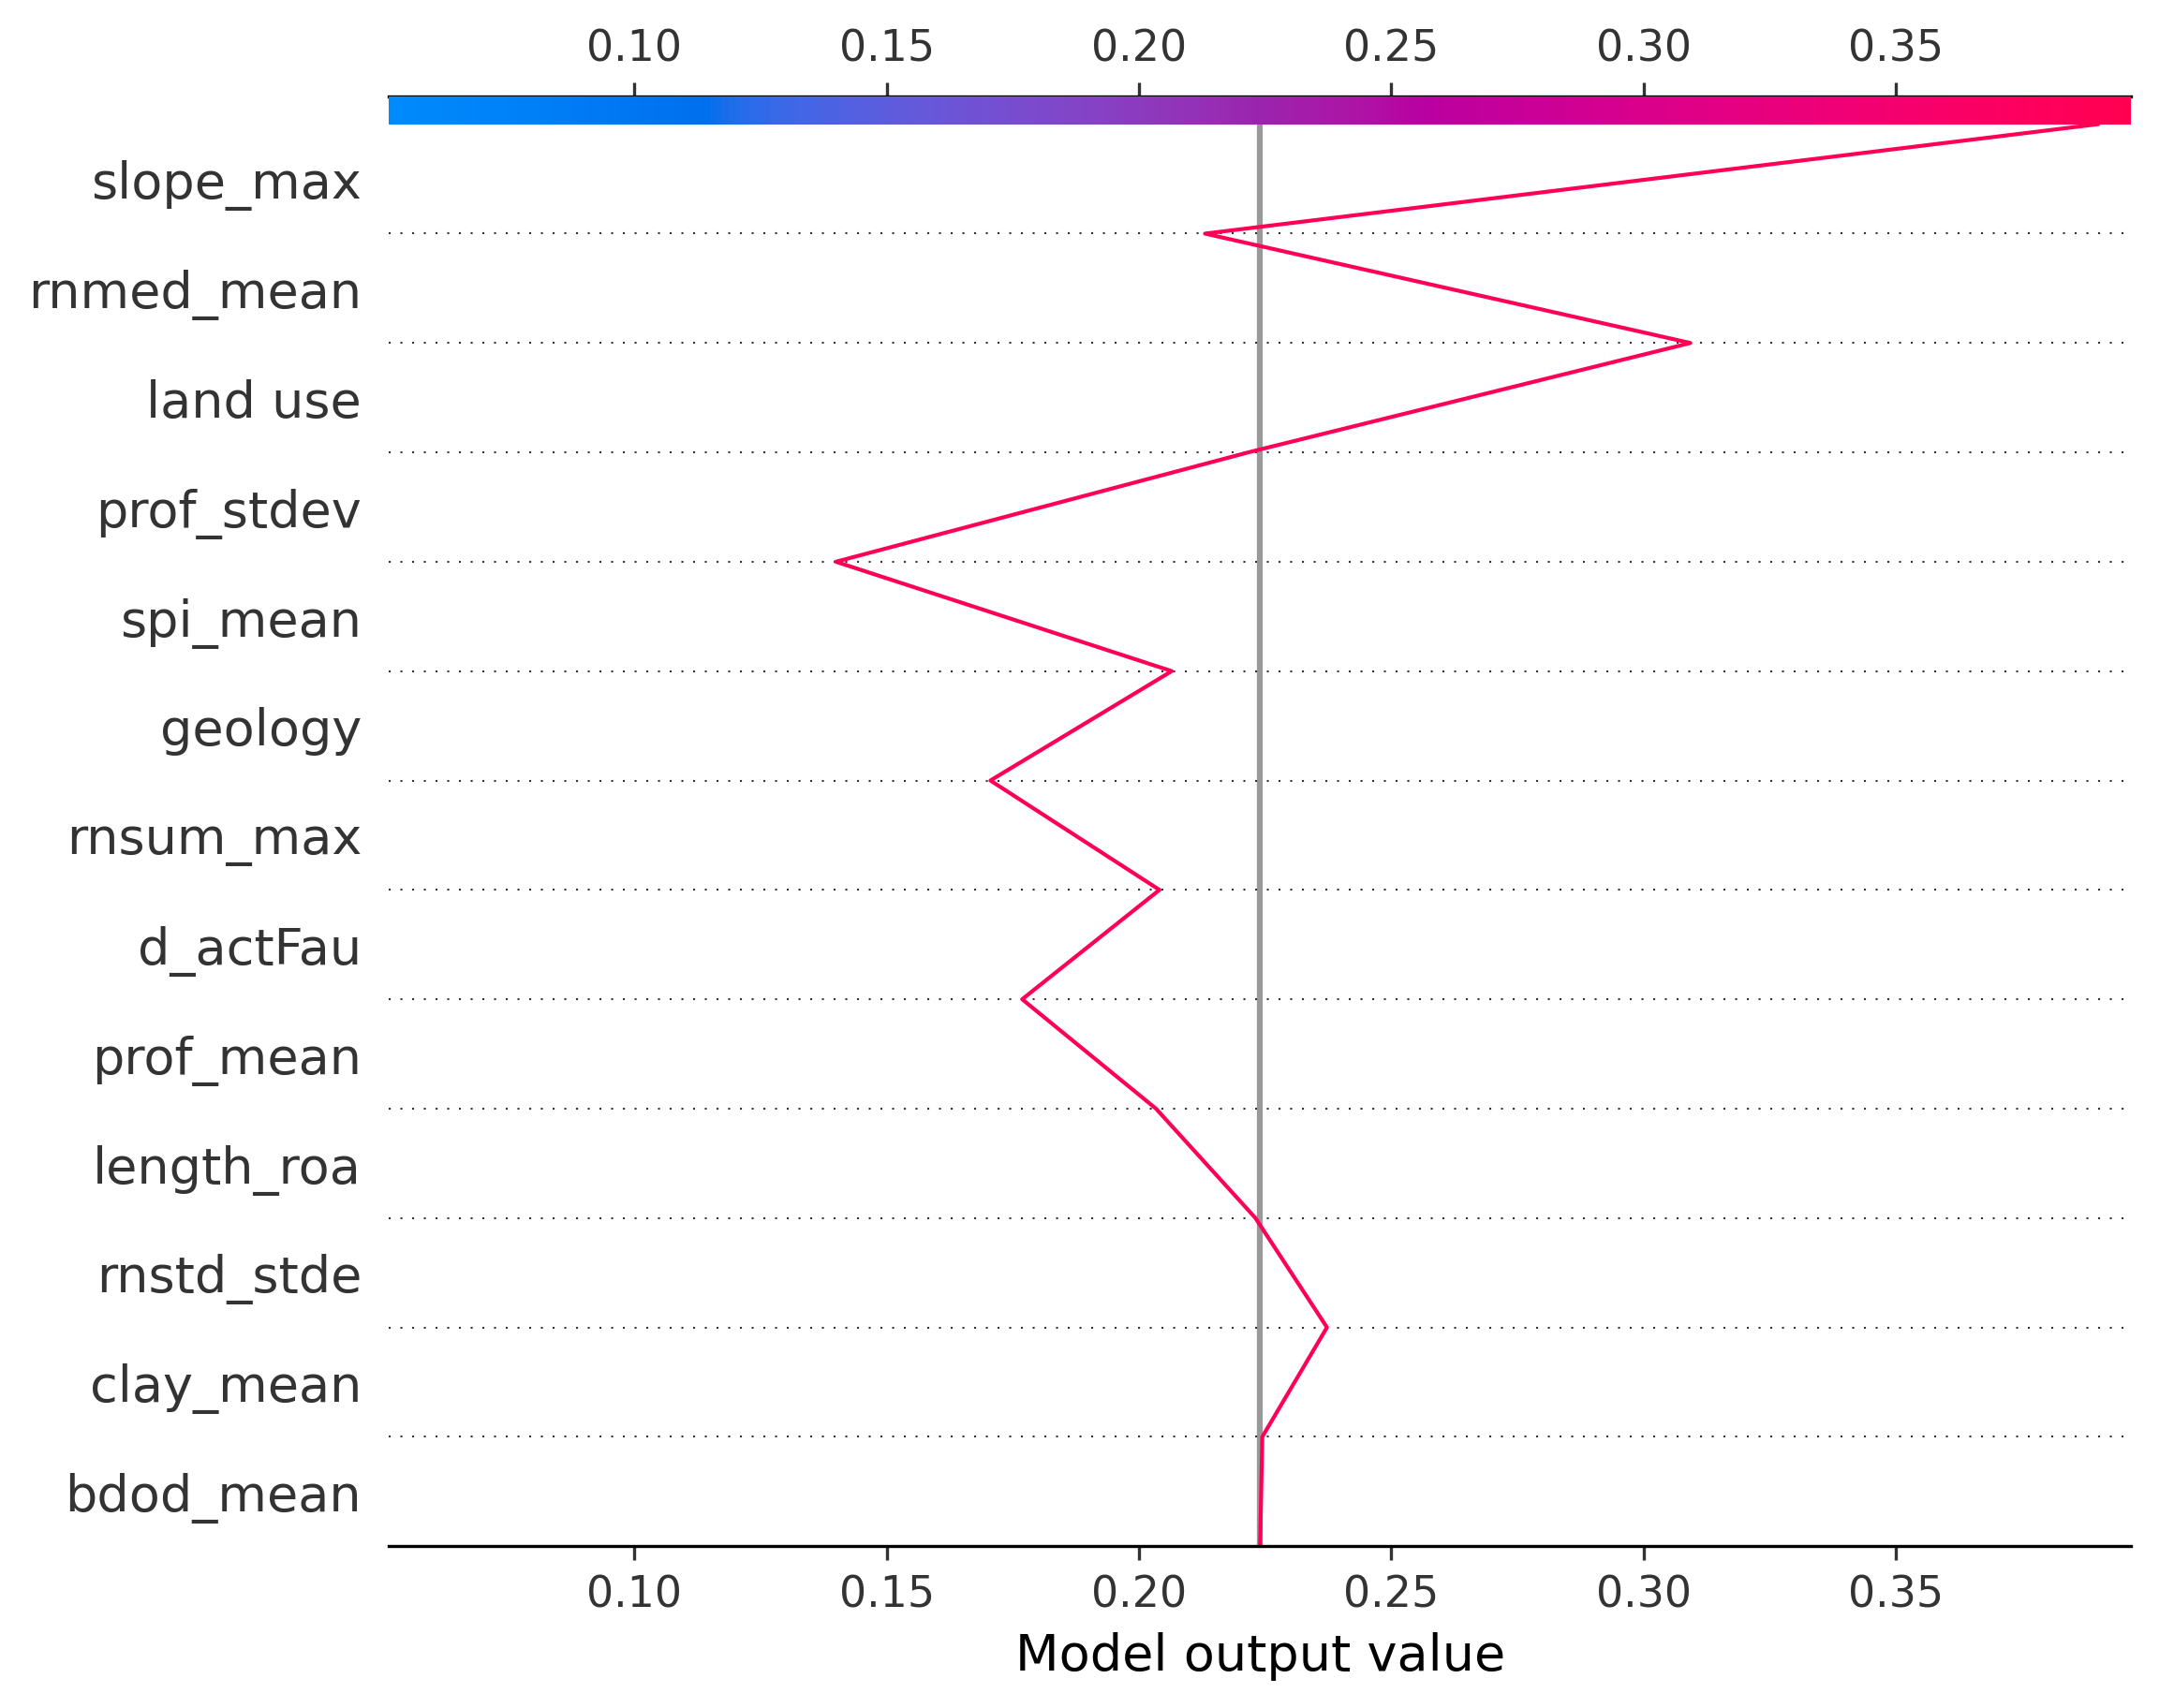 0.10 0.15 0.20 0.25 0.30 0.35
slope_max
rnmed_mean
land use
prof_stdev
spi_mean
geology
rnsum_max
d_actFau
prof_mean
length_roa
rnstd_stde
clay_mean
bdod_mean
0.10 0.15 0.20 0.25 0.30 0.35
Model output value